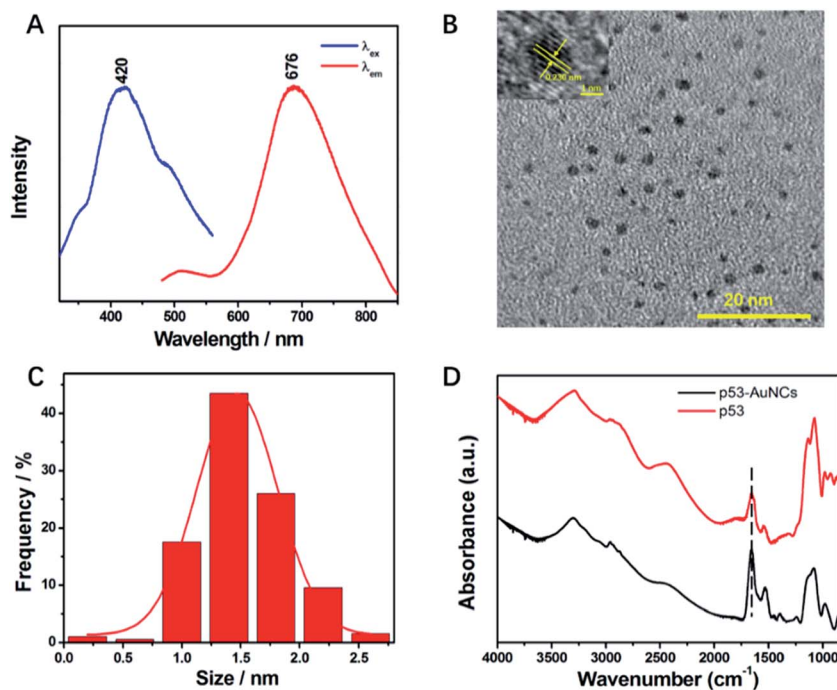 A
420
676
λex
λem
Intensity
400 500 600 700 800
Wavelength / nm
B
0.236 nm
1 nm
20 nm
C
40
30
20
10
0
Frequency / %
0.0 0.5 1.0 1.5 2.0 2.5
Size / nm
D
p53-AuNCs
p53
Absorbance (a.u.)
4000 3500 3000 2500 2000 1500 1000
Wavenumber (cm-1)